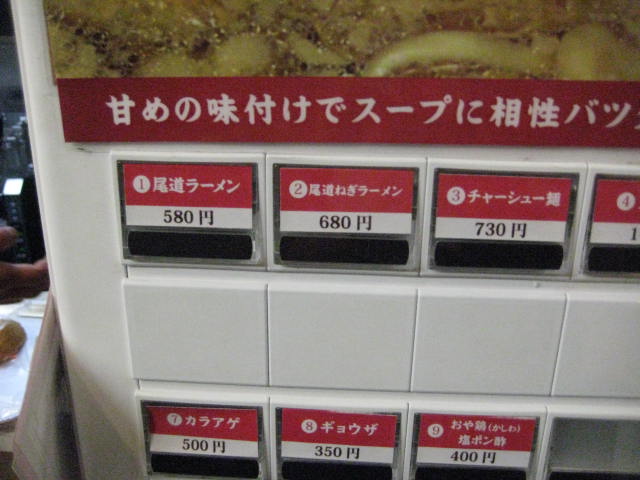 甘めの味付けでスープに相性バツ
① 尾道ラーメン
580円
② 尾道ねぎラーメン
680円
③ チャーシュー麺
730円
④
1
⑦ カラアゲ
500円
⑧ ギョウザ
350円
⑨ おや鶏(かしわ)
塩ポン酢
400円